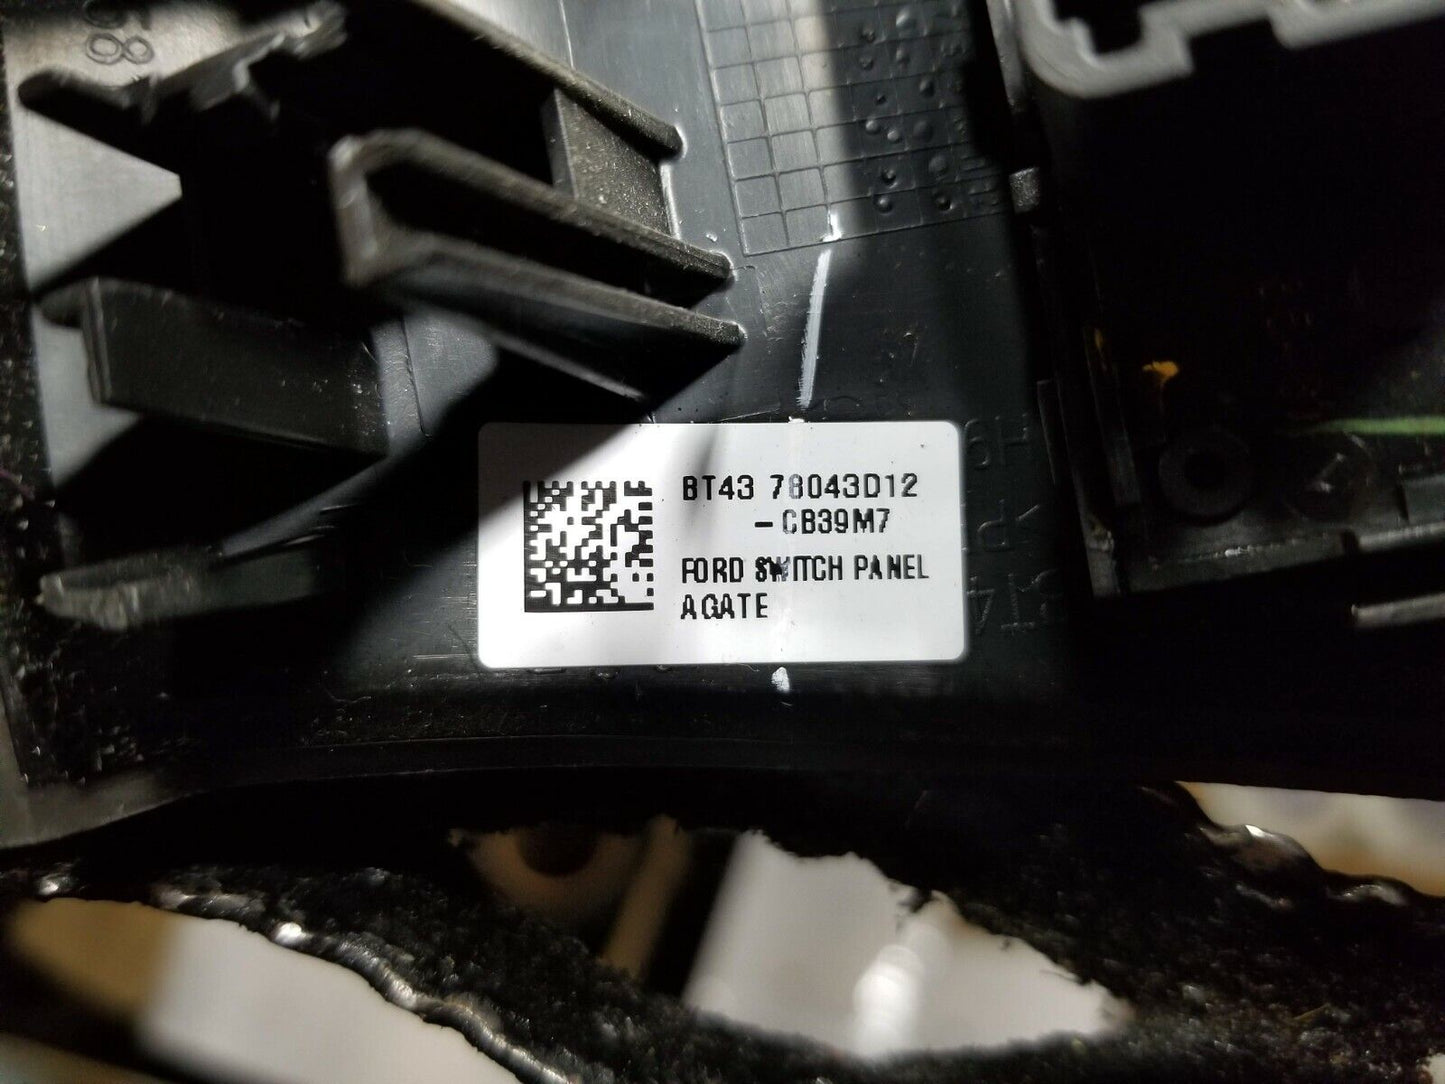 BT43 78043D12
-CB39M7
FORD SWITCH PANEL
AGATE